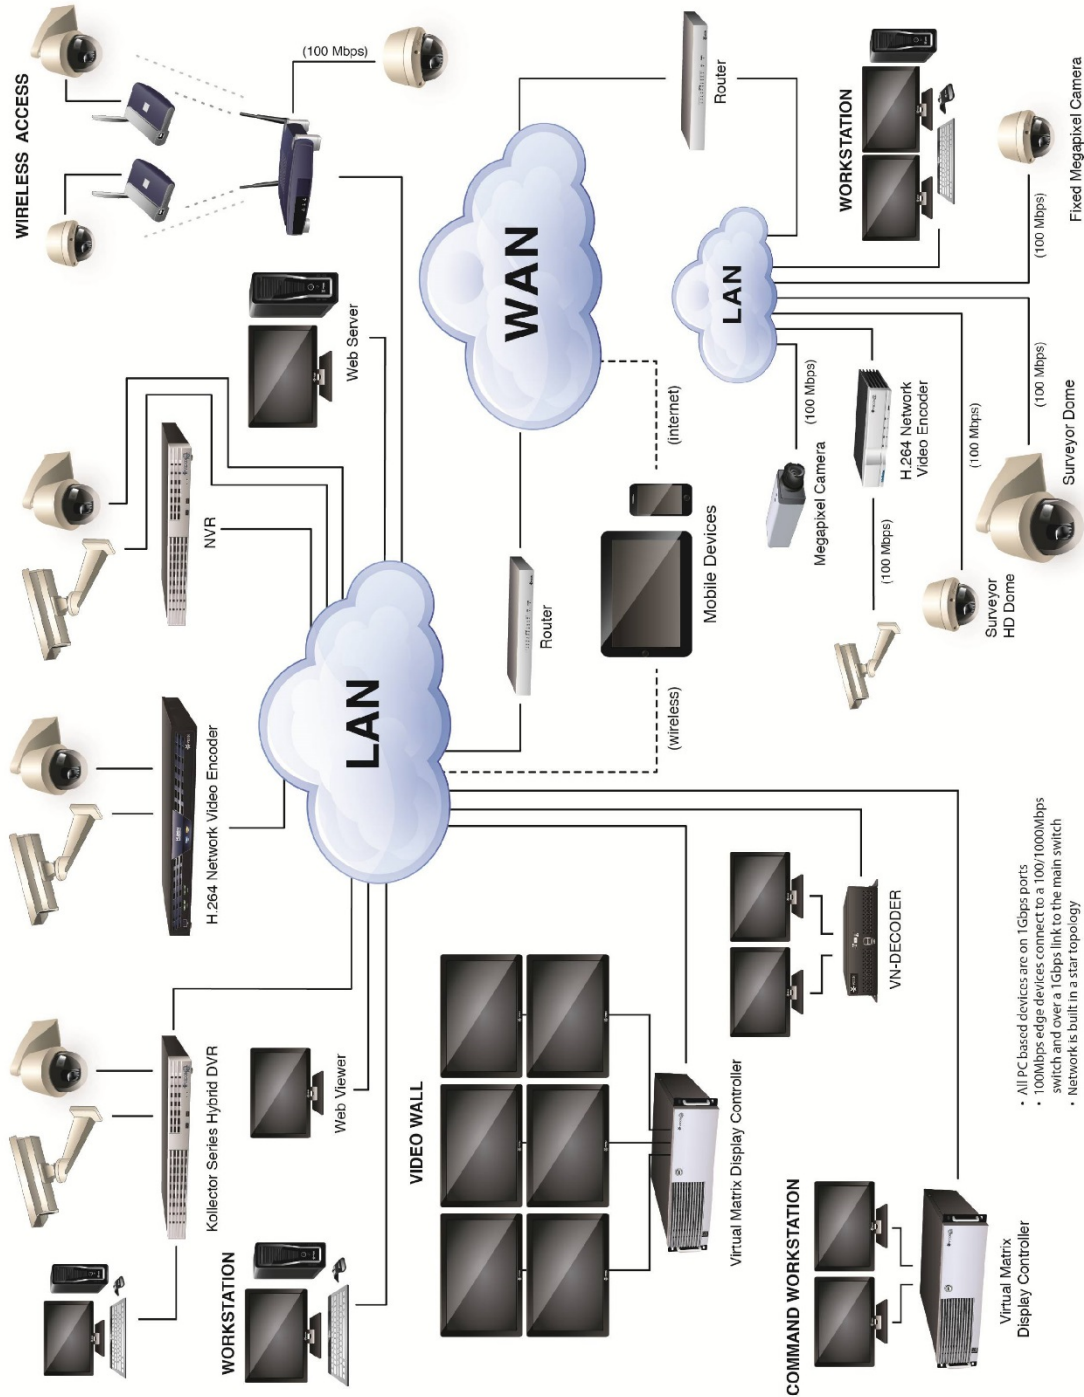 WIRELESS ACCESS
Kollector Series Hybrid DVR
H.264 Network Video Encoder
NVR
WORKSTATION
(100 Mbps)
Web Viewer
Web Server
LAN
VIDEO WALL
WAN
Router
(wireless)
(internet)
Mobile Devices
Router
Virtual Matrix Display Controller
LAN
COMMAND WORKSTATION
(100 Mbps)
Megapixel Camera
WORKSTATION
VN-DECODER
(100 Mbps)
H.264 Network
Video Encoder
(100 Mbps)
Surveyor
HD Dome
Virtual Matrix
Display Controller
(100 Mbps)
(100 Mbps)
Surveyor Dome
Fixed Megapixel Camera
• All PC based devices are on 1Gbps ports
• 100Mbps edge devices connect to a 100/1000Mbps
switch and over a 1Gbps link to the main switch
• Network is built in a star topology